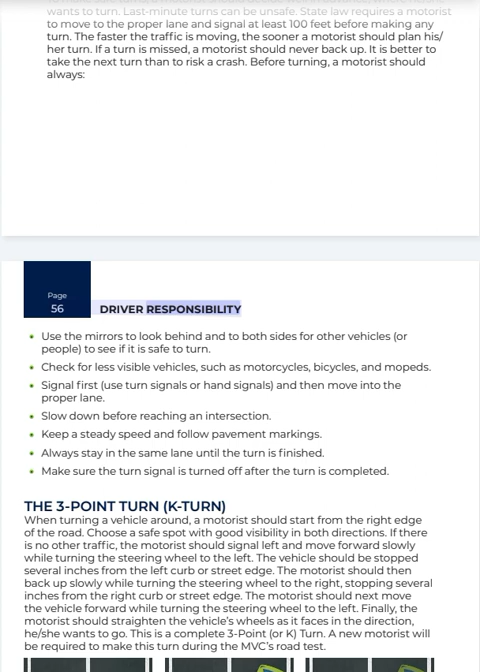 wants to turn. Last-minute turns can be unsafe. State law requires a motorist
to move to the proper lane and signal at least 100 feet before making any
turn. The faster the traffic is moving, the sooner a motorist should plan his/
her turn. If a turn is missed, a motorist should never back up. It is better to
take the next turn than to risk a crash. Before turning, a motorist should
always:
Page
56
DRIVER RESPONSIBILITY
• Use the mirrors to look behind and to both sides for other vehicles (or
people) to see if it is safe to turn.
• Check for less visible vehicles, such as motorcycles, bicycles, and mopeds.
• Signal first (use turn signals or hand signals) and then move into the
proper lane.
• Slow down before reaching an intersection.
• Keep a steady speed and follow pavement markings.
• Always stay in the same lane until the turn is finished.
• Make sure the turn signal is turned off after the turn is completed.
THE 3-POINT TURN (K-TURN)
When turning a vehicle around, a motorist should start from the right edge
of the road. Choose a safe spot with good visibility in both directions. If there
is no other traffic, the motorist should signal left and move forward slowly
while turning the steering wheel to the left. The vehicle should be stopped
several inches from the left curb or street edge. The motorist should then
back up slowly while turning the steering wheel to the right, stopping several
inches from the right curb or street edge. The motorist should next move
the vehicle forward while turning the steering wheel to the left. Finally, the
motorist should straighten the vehicle's wheels as it faces in the direction,
he/she wants to go. This is a complete 3-Point (or K) Turn. A new motorist will
be required to make this turn during the MVC's road test.